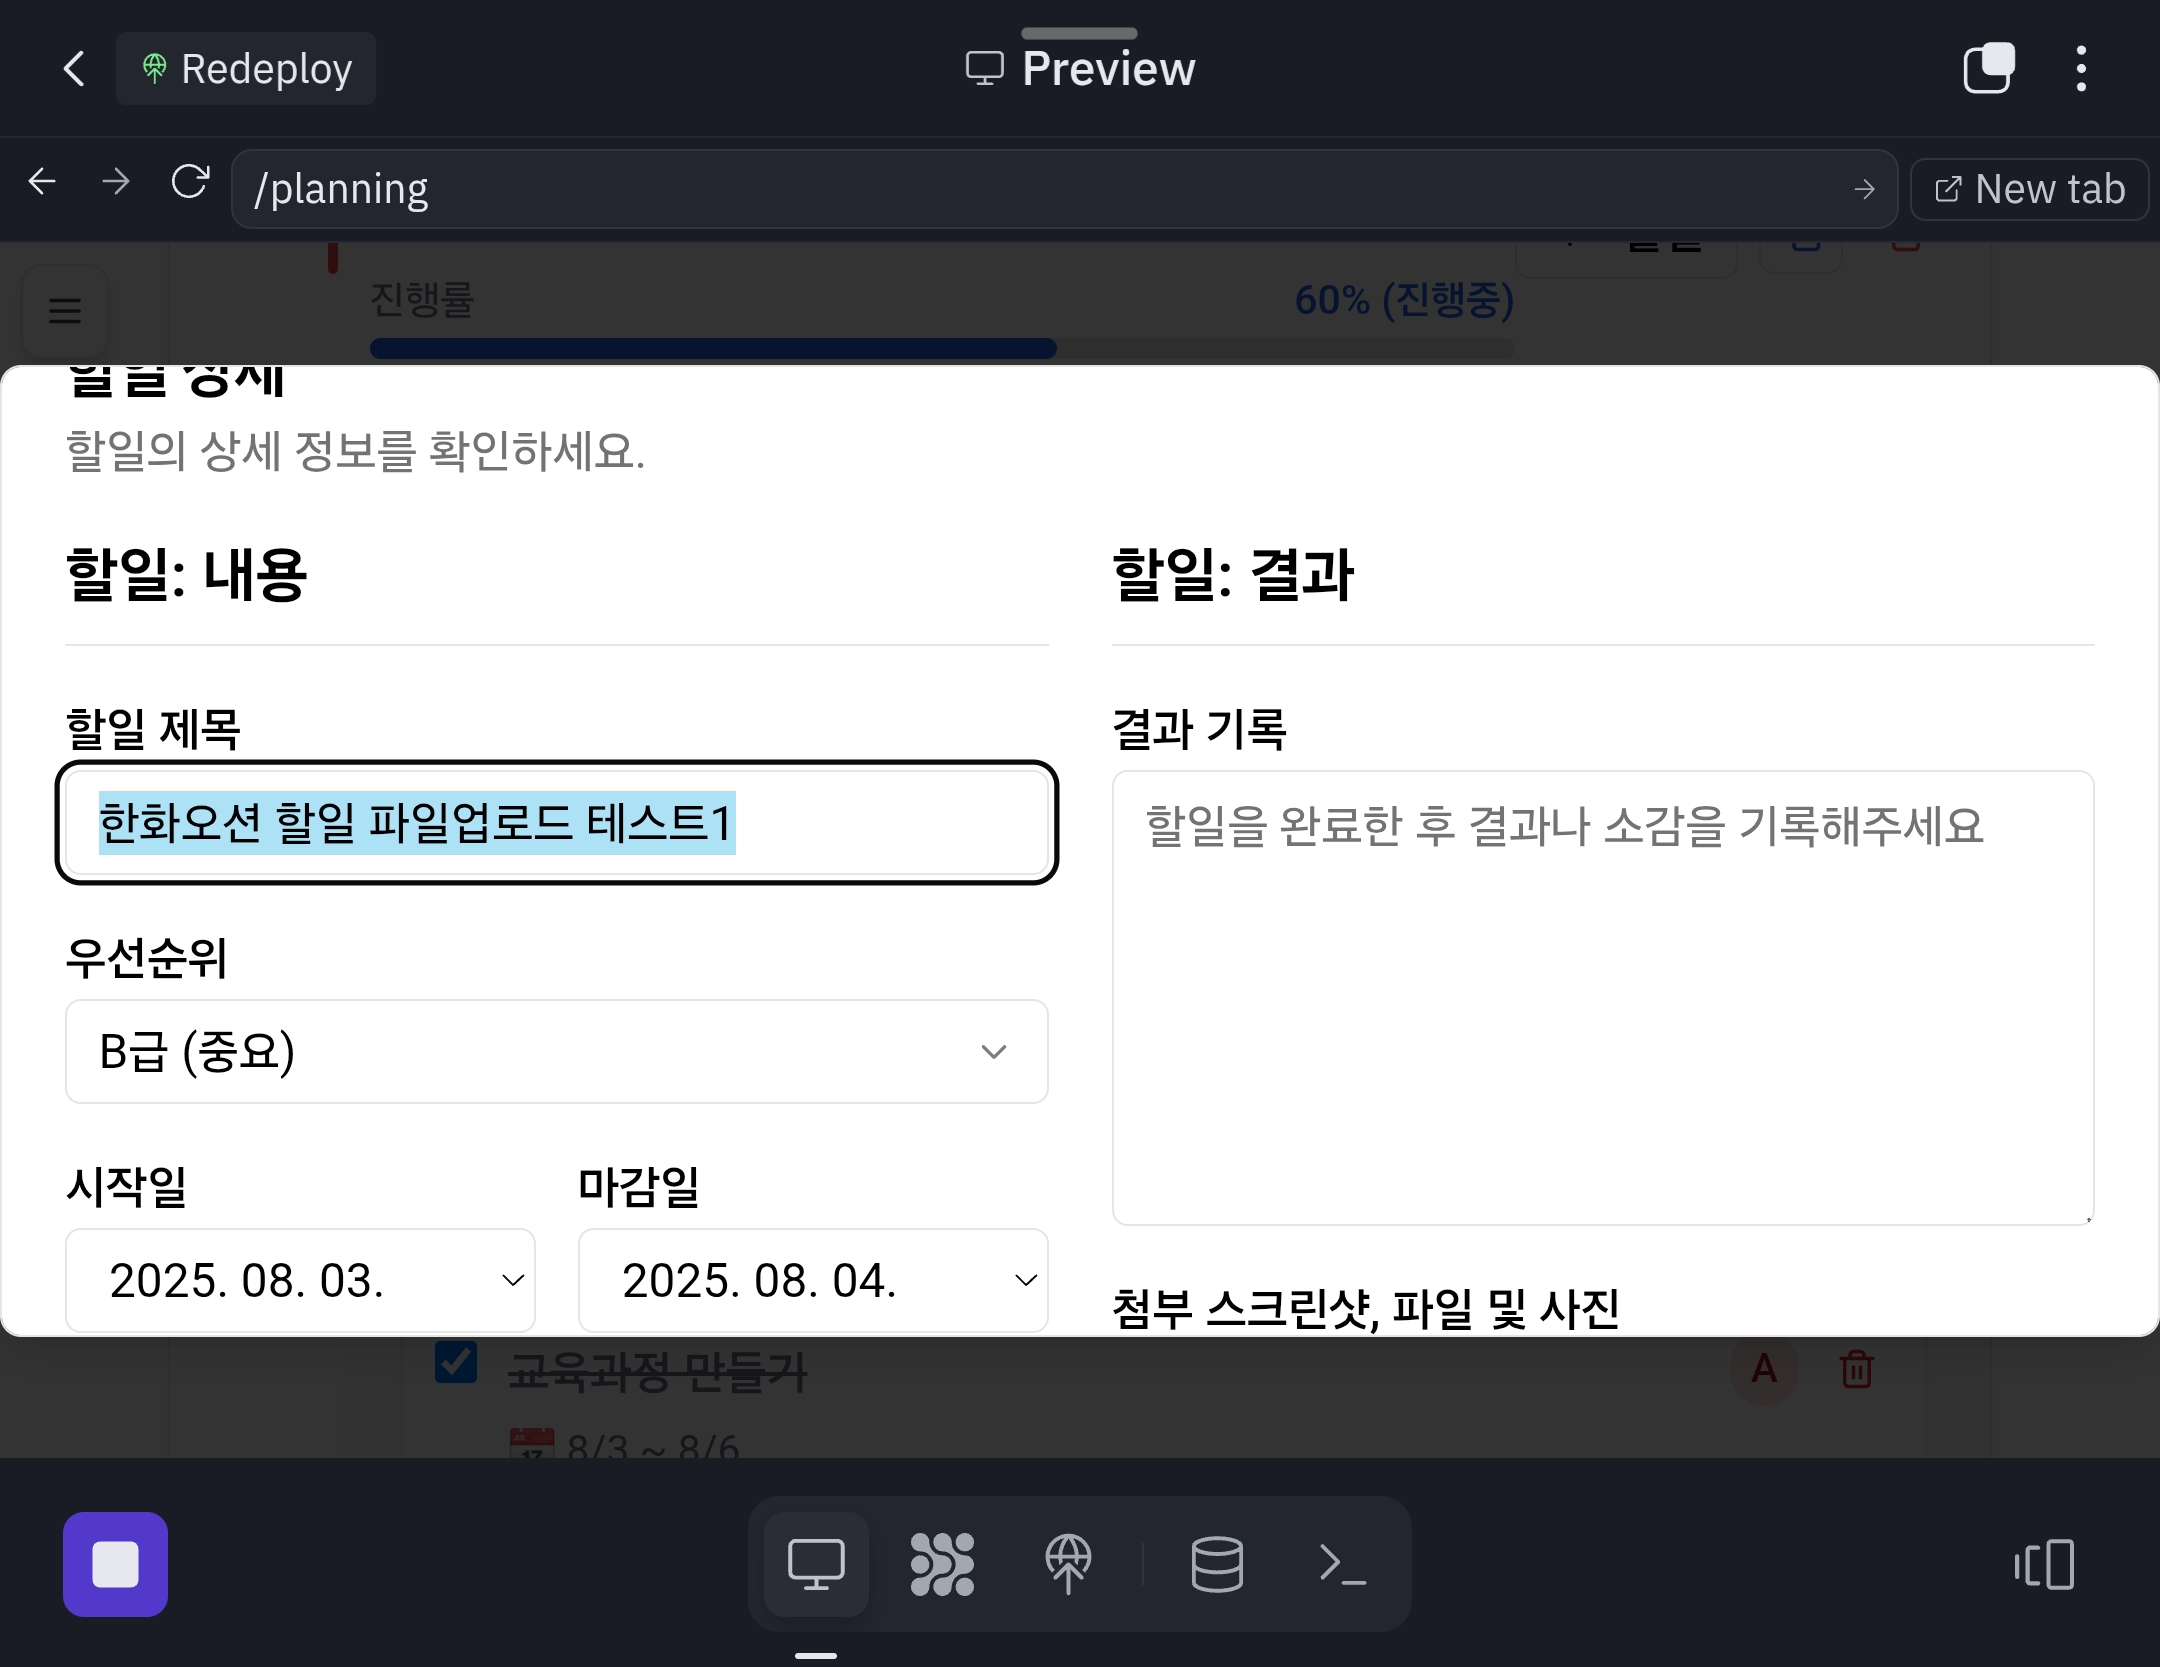 Redeploy
Preview
/planning
New tab
진행률
60% (진행중)
할일 상세
할일의 상세 정보를 확인하세요.
할일: 내용
할일: 결과
할일 제목
결과 기록
한화오션 할일 파일업로드 테스트1
할일을 완료한 후 결과나 소감을 기록해주세요
우선순위
B급 (중요)
시작일
마감일
2025. 08. 03.
2025. 08. 04.
첨부 스크린샷, 파일 및 사진
교육과정 만들기
A
8/3 ~ 8/6